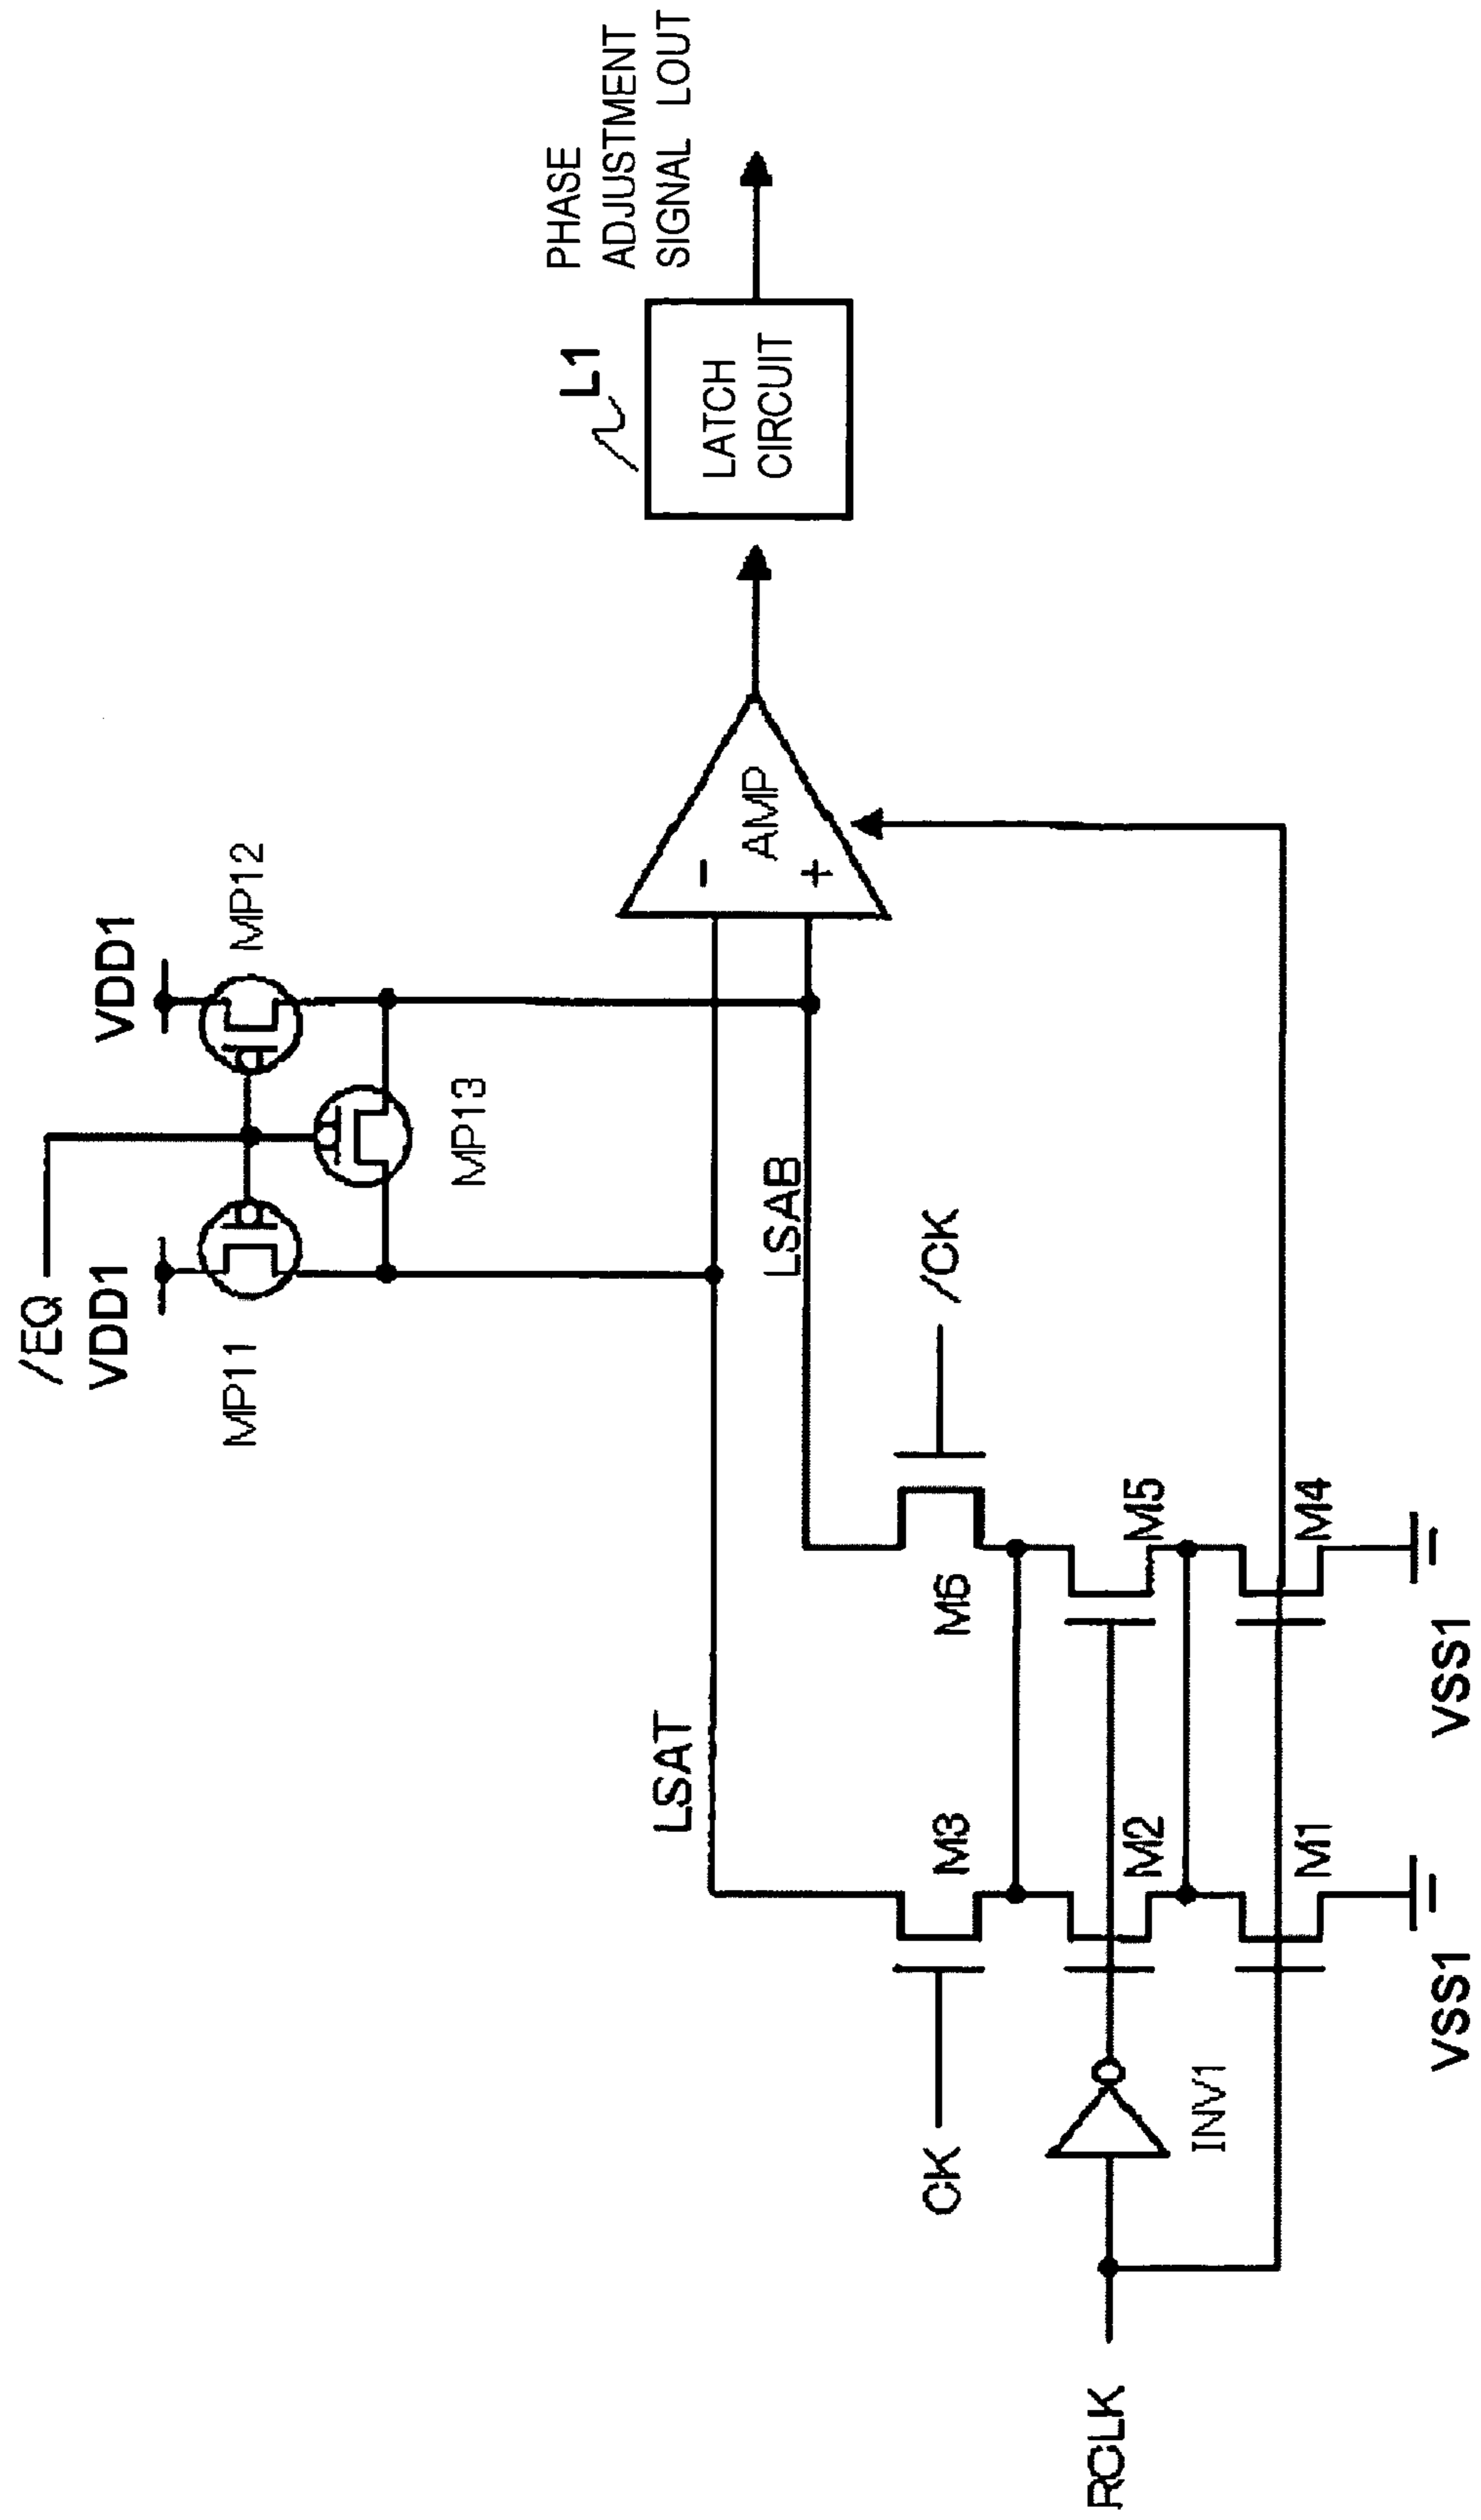 /EQ
VDD1
VDD1
MP11
MP12
MP13
LSAT
LSAB
AMP
−
+
L1
LATCH
CIRCUIT
PHASE
ADJUSTMENT
SIGNAL LOUT
CK
M3
M6
/CK
RCLK
INV1
M2
M5
M1
M4
VSS1
VSS1